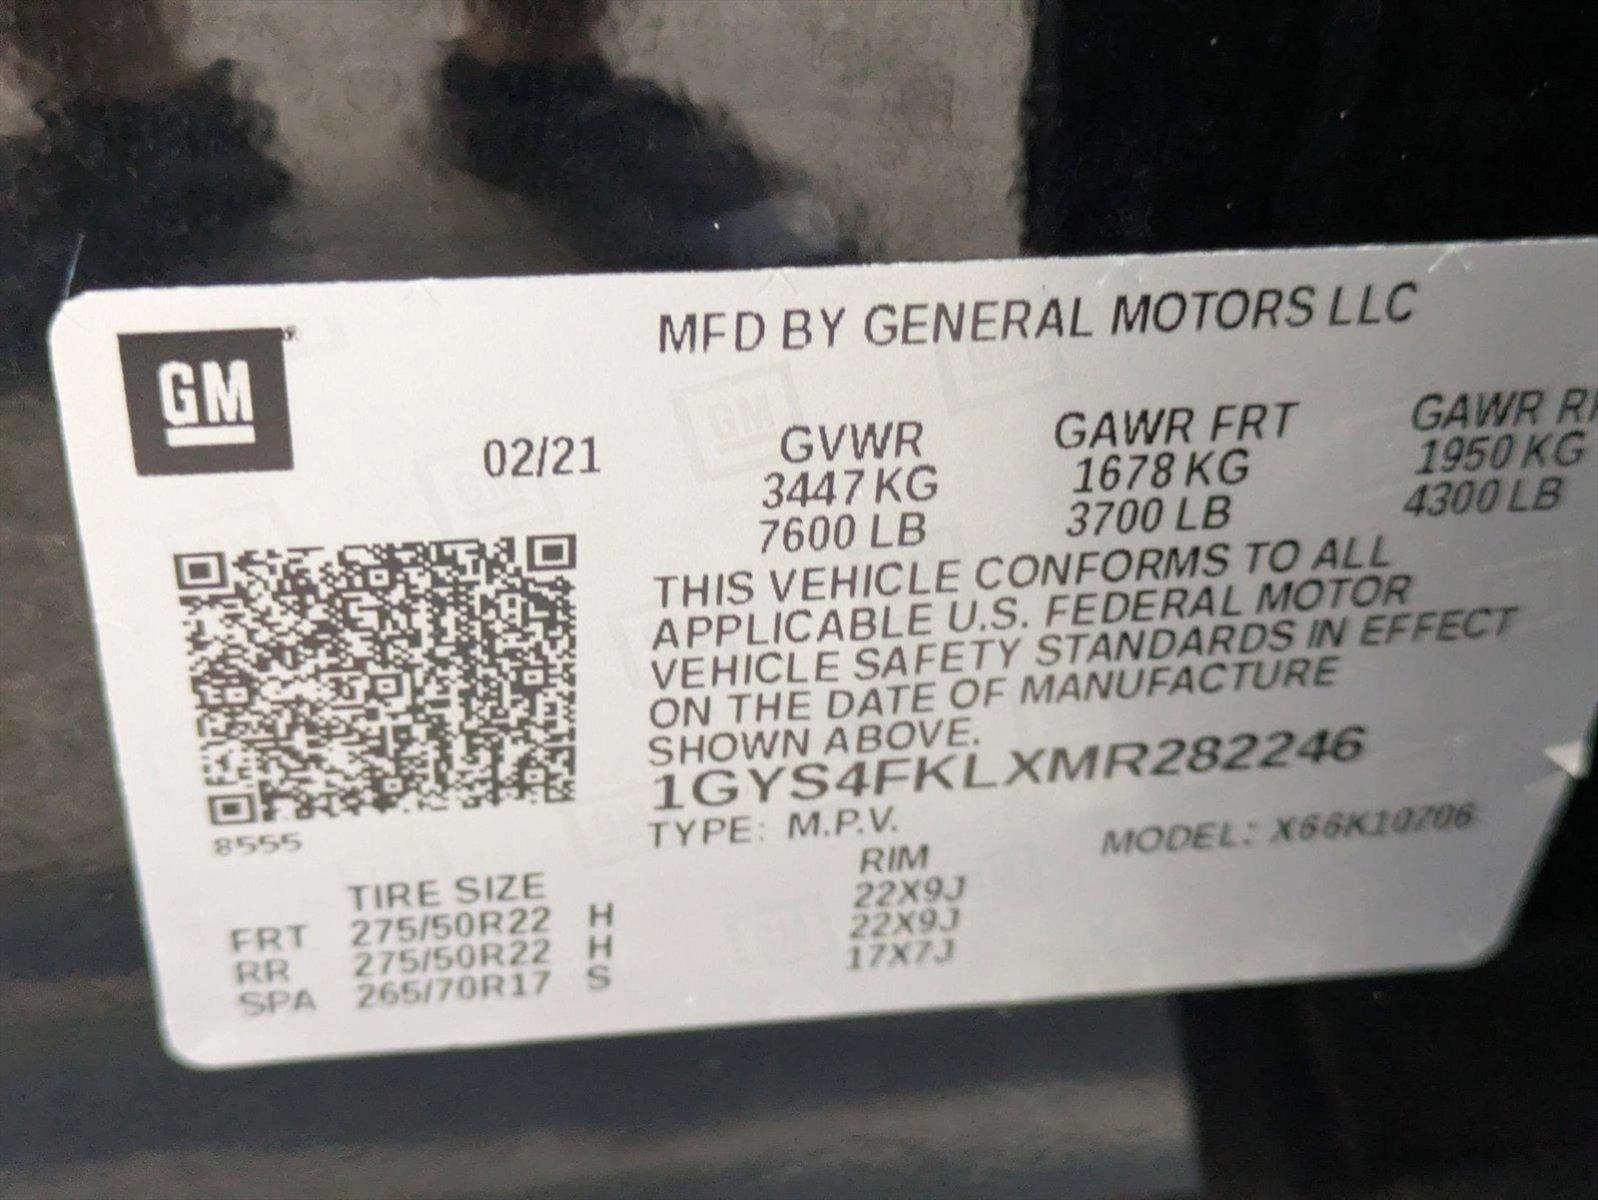 GM
MFD BY GENERAL MOTORS LLC
02/21
GVWR GAWR FRT GAWR
3447 KG 1678 KG 1950 KG
7600 LB 3700 LB 4300 LB
THIS VEHICLE CONFORMS TO ALL
APPLICABLE U.S. FEDERAL MOTOR
VEHICLE SAFETY STANDARDS IN EFFECT
ON THE DATE OF MANUFACTURE
SHOWN ABOVE.
1GYS4FKLXMR282246
8555
TYPE: M.P.V. MODEL: X66K10706
TIRE SIZE RIM
FRT 275/50R22 H 22X9J
RR 275/50R22 H 22X9J
SPA 265/70R17 S 17X7J